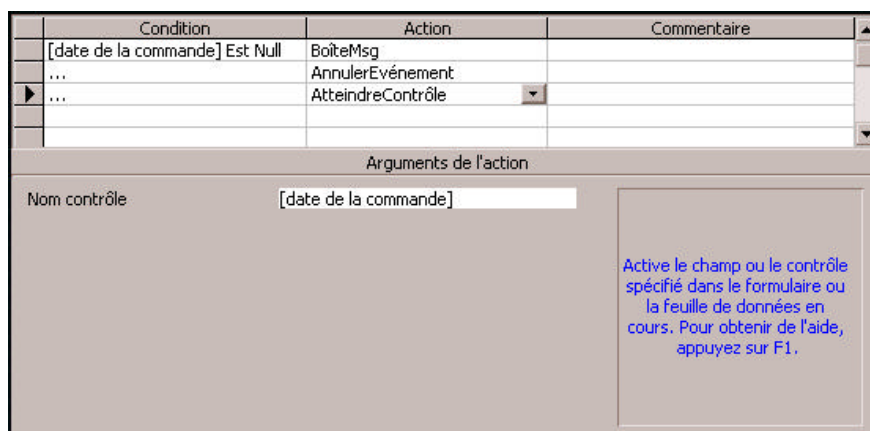 Condition Action Commentaire
[date de la commande] Est Null BoîteMsg
... AnnulerEvénement
... AtteindreContrôle
Arguments de l'action
Nom contrôle [date de la commande]
Active le champ ou le contrôle
spécifié dans le formulaire ou
la feuille de données en
cours. Pour obtenir de l'aide,
appuyez sur F1.